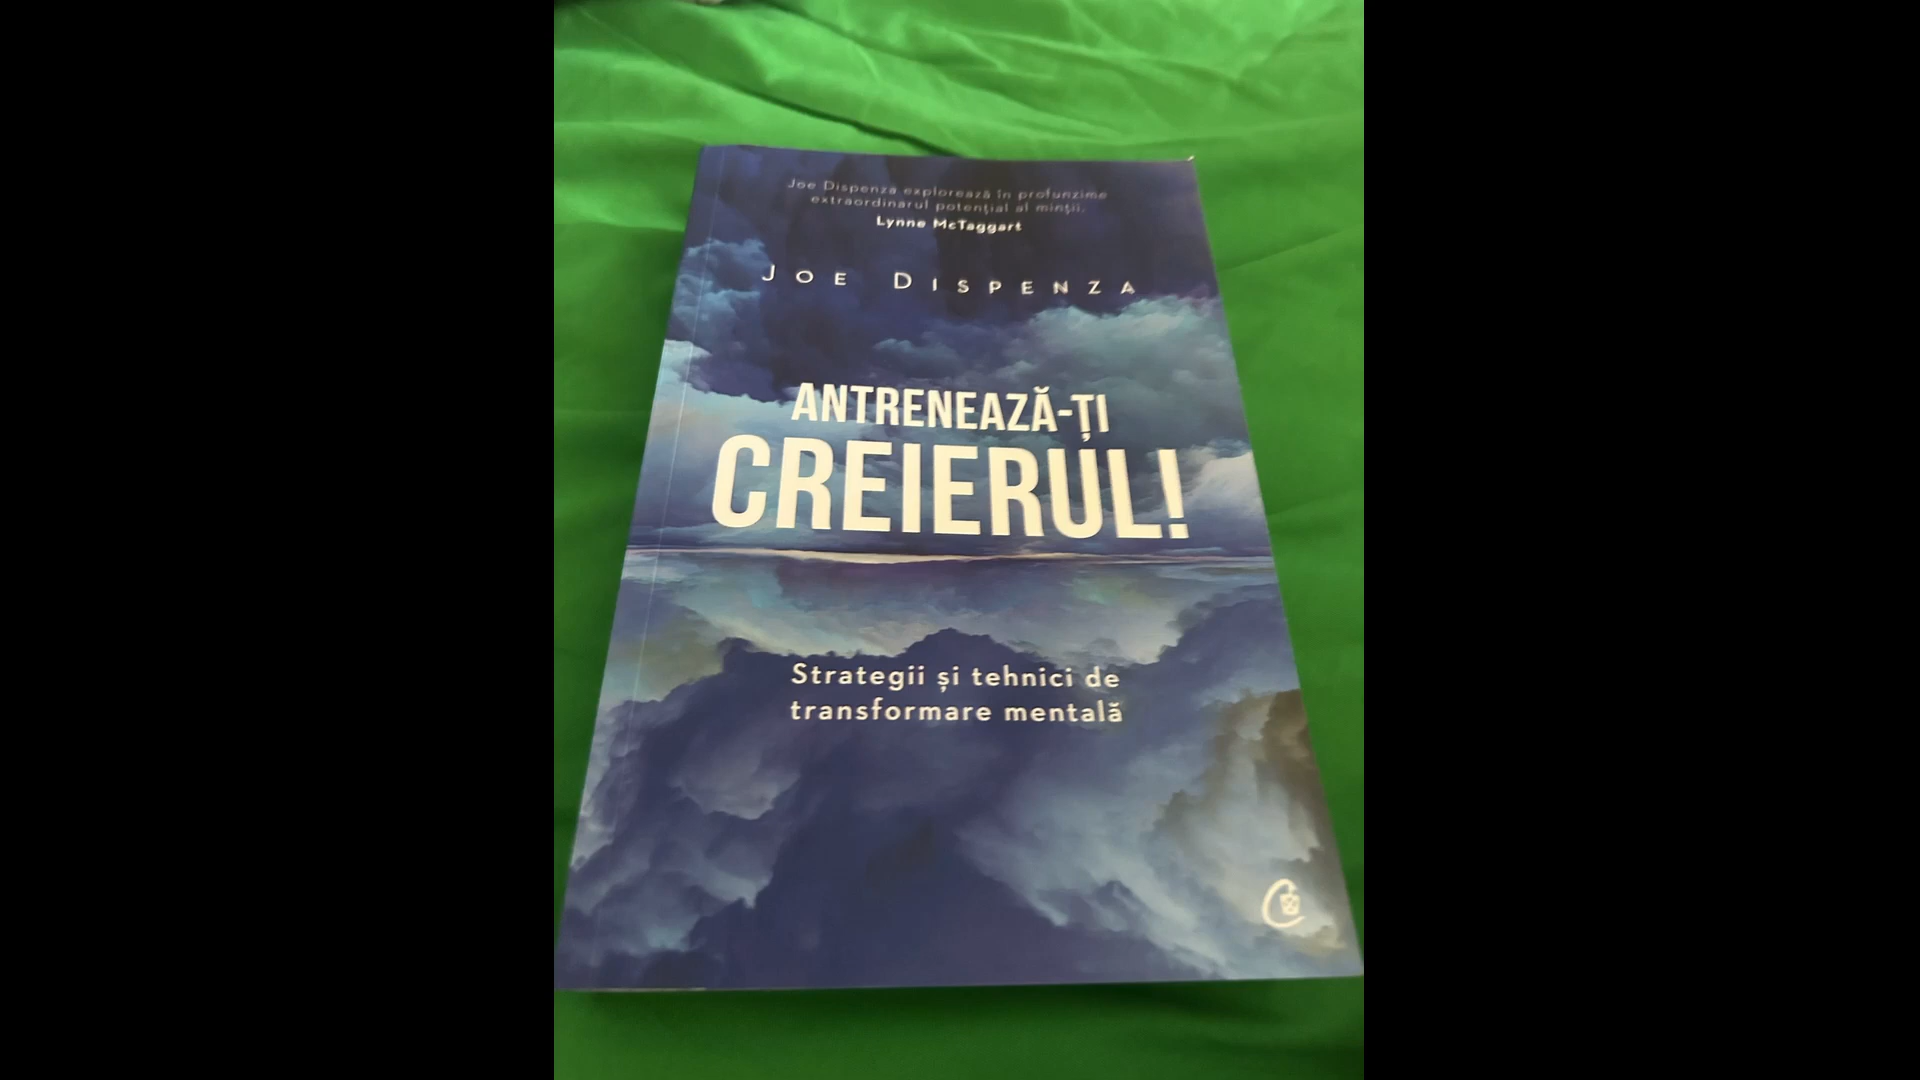 Joe Dispenza explorează în profunzime
extraordinarul potențial al minții.
Lynne McTaggart
JOE DISPENZA
ANTRENEAZĂ-ȚI
CREIERUL!
Strategii și tehnici de
transformare mentală